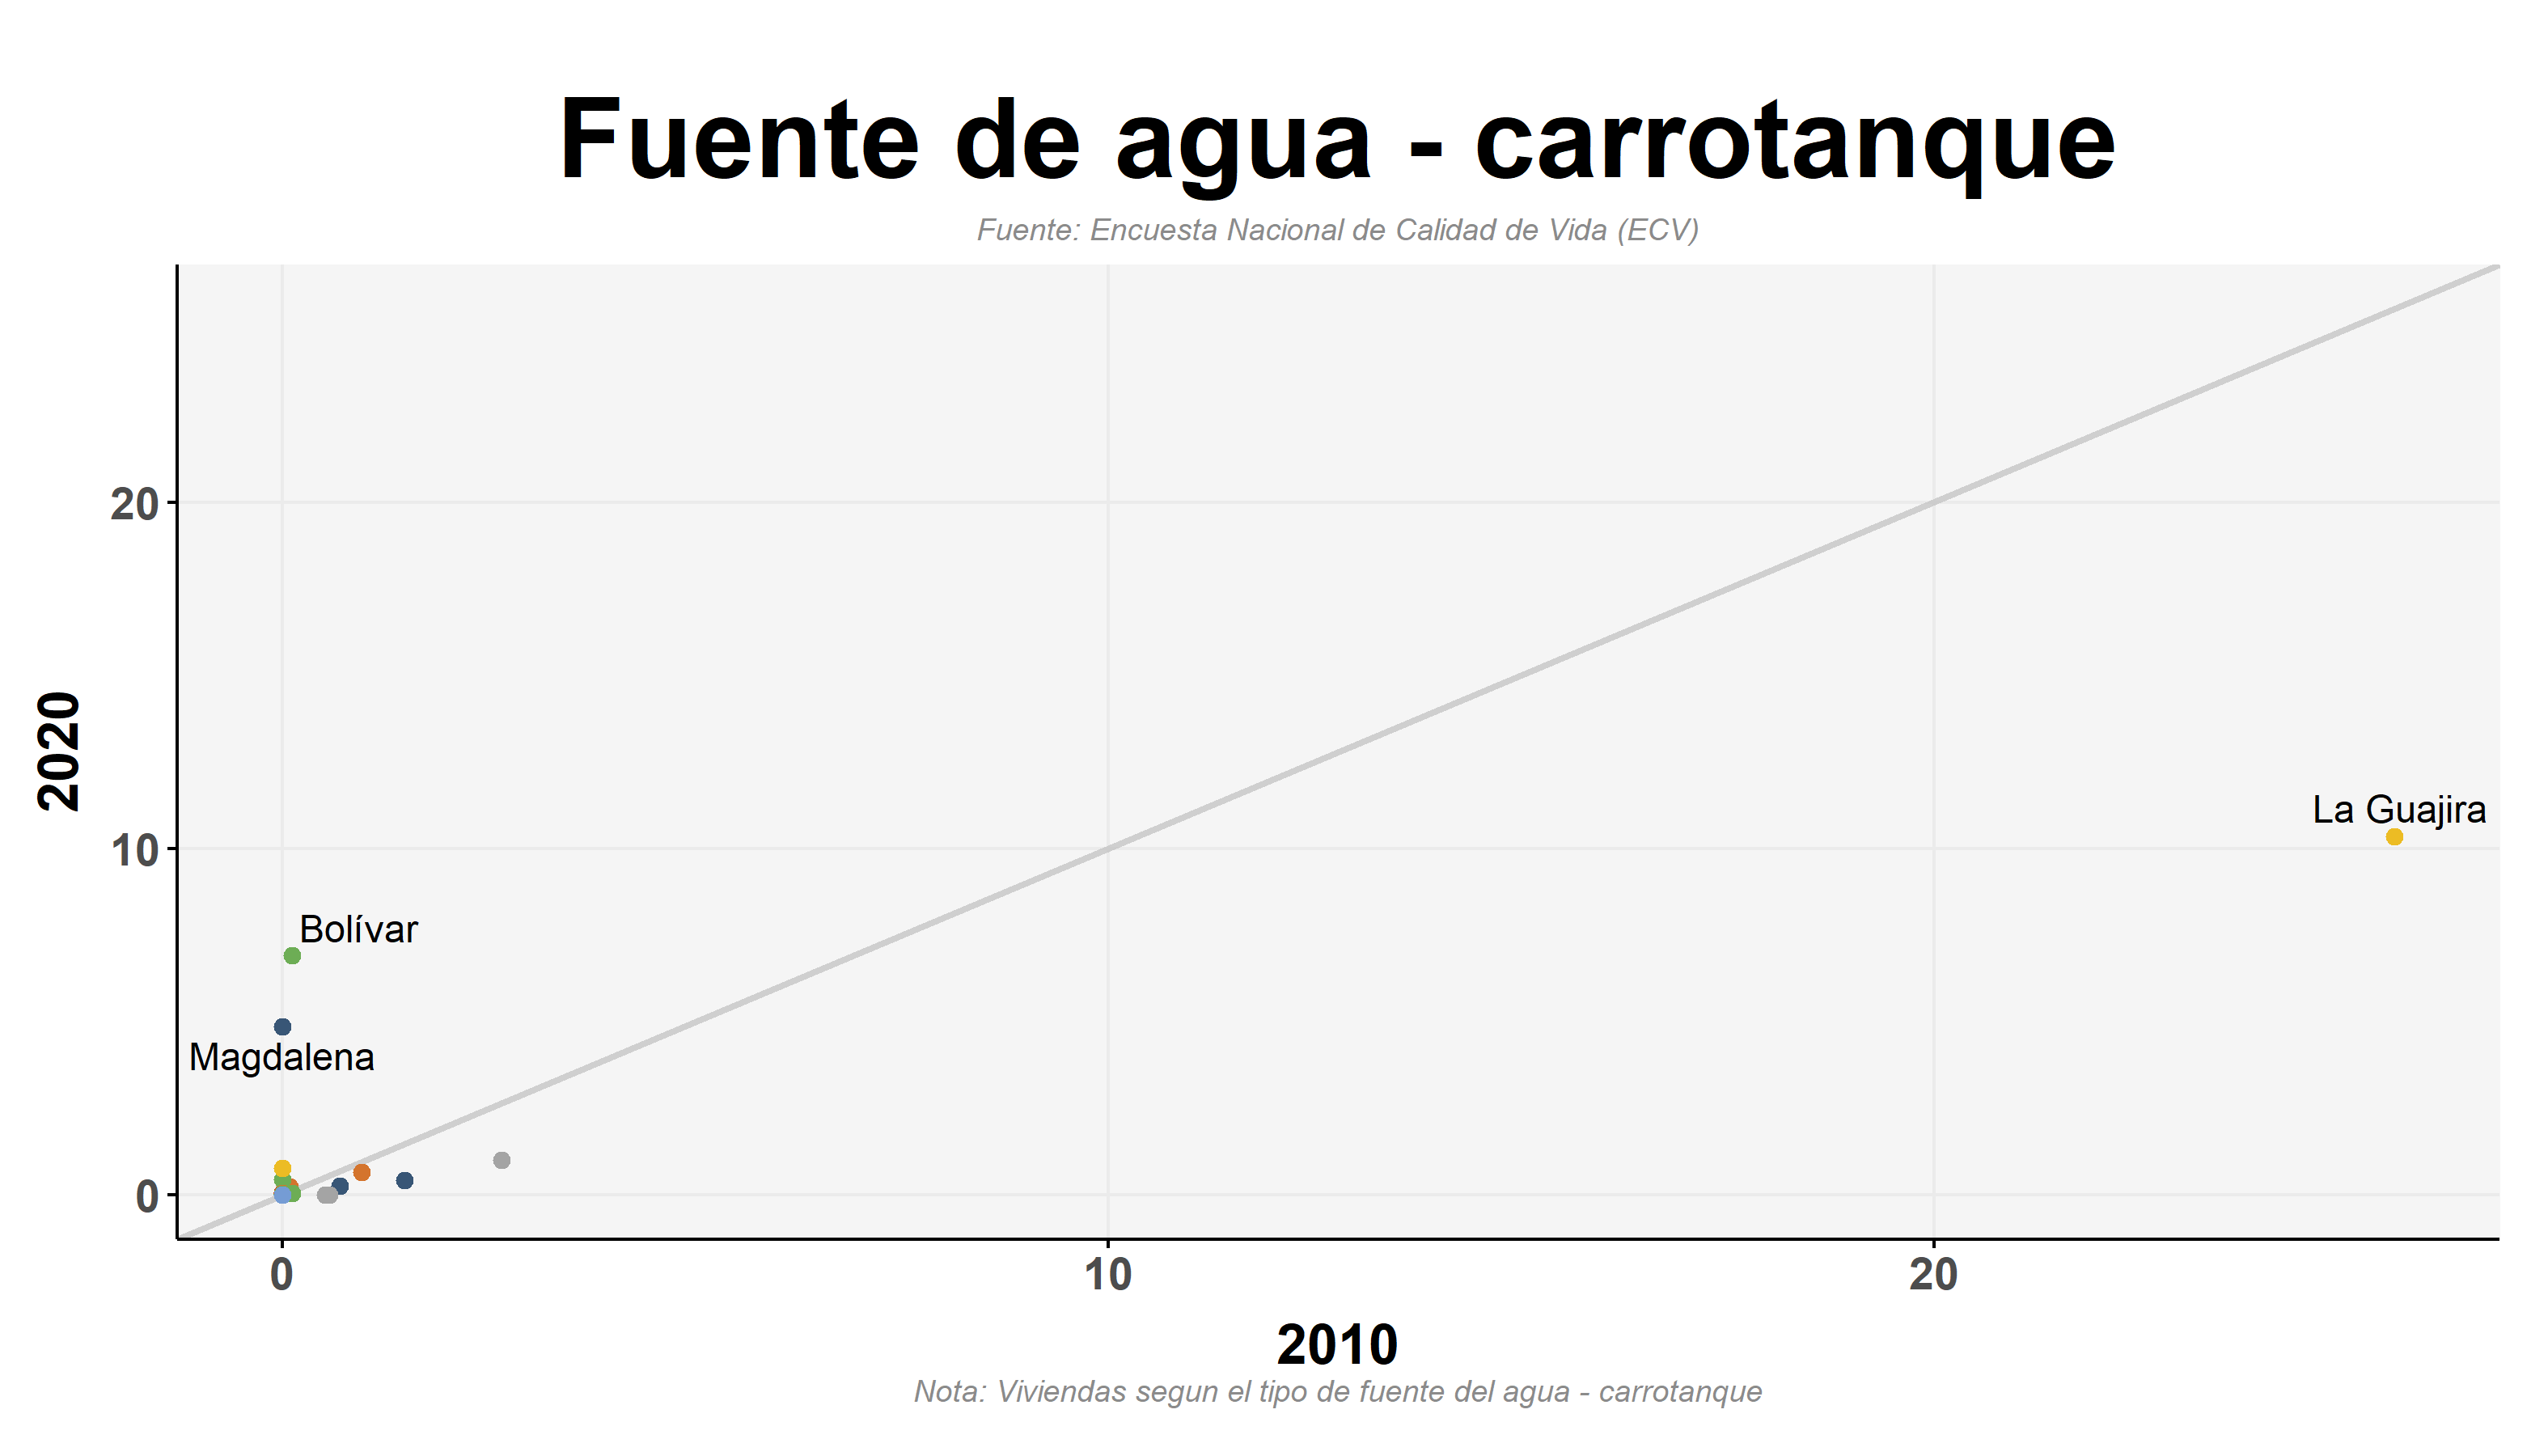 Fuente de agua - carrotanque
Fuente: Encuesta Nacional de Calidad de Vida (ECV)
2020
20
10
0
La Guajira
Bolívar
Magdalena
0
10
20
2010
Nota: Viviendas segun el tipo de fuente del agua - carrotanque